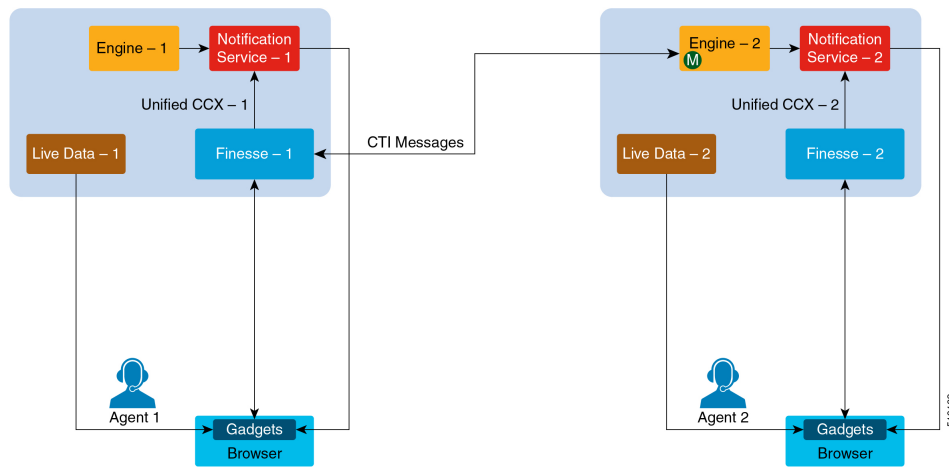 Engine – 1
Notification
Service – 1
Unified CCX – 1
Live Data – 1
Finesse – 1
CTI Messages
Agent 1
Gadgets
Browser
Engine – 2
M
Notification
Service – 2
Unified CCX – 2
Live Data – 2
Finesse – 2
Agent 2
Gadgets
Browser